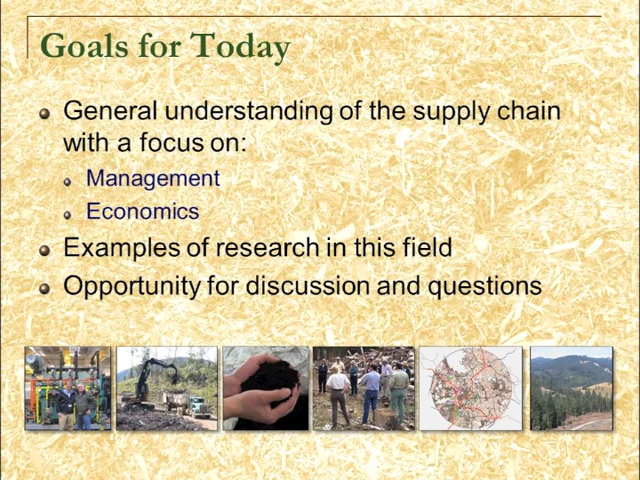 Goals for Today
General understanding of the supply chain
with a focus on:
Management
Economics
Examples of research in this field
Opportunity for discussion and questions